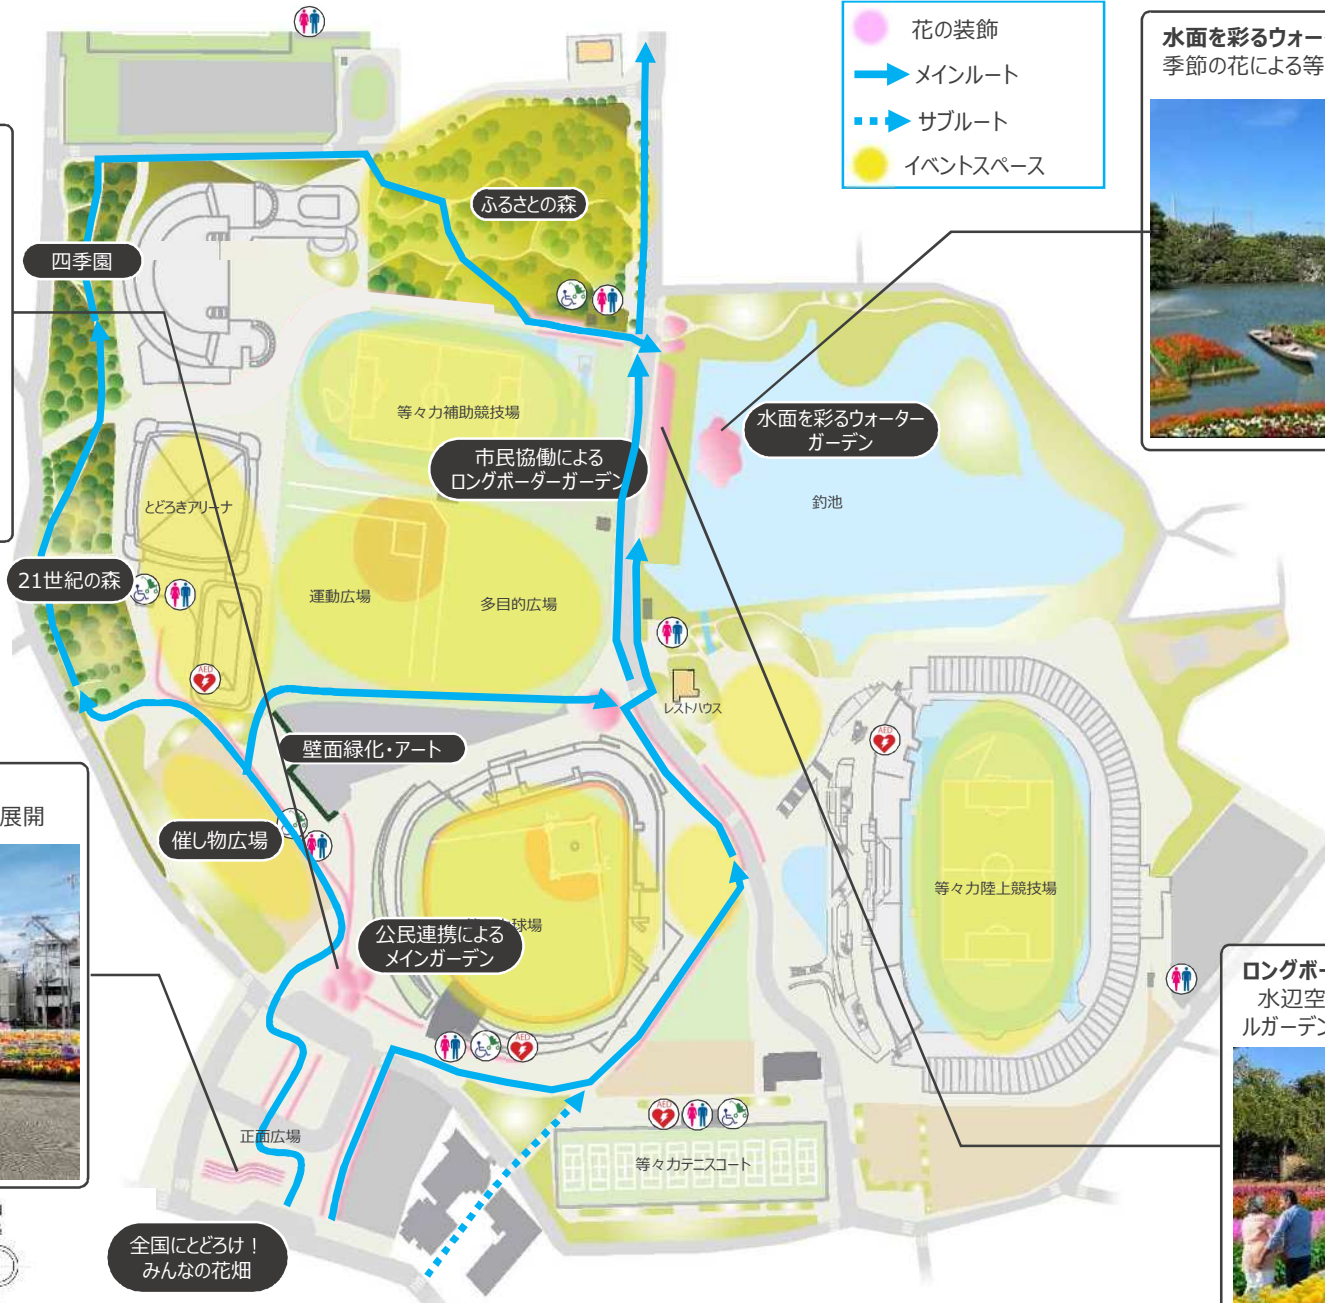 花の装飾
メインルート
サブルート
イベントスペース
水面を彩るウォー
季節の花による等
ふるさとの森
四季園
等々力補助競技場
市民協働による
ロングボーダーガーデン
水面を彩るウォーター
ガーデン
釣池
とどろきアリーナ
21世紀の森
運動広場
多目的広場
AED
レストハウス
AED
壁面緑化・アート
展開
催し物広場
等々力陸上競技場
球場
公民連携による
メインガーデン
ロングボー
水辺空
ルガーデン
AED
AED
正面広場
等々力テニスコート
全国にとどろけ！
みんなの花畑